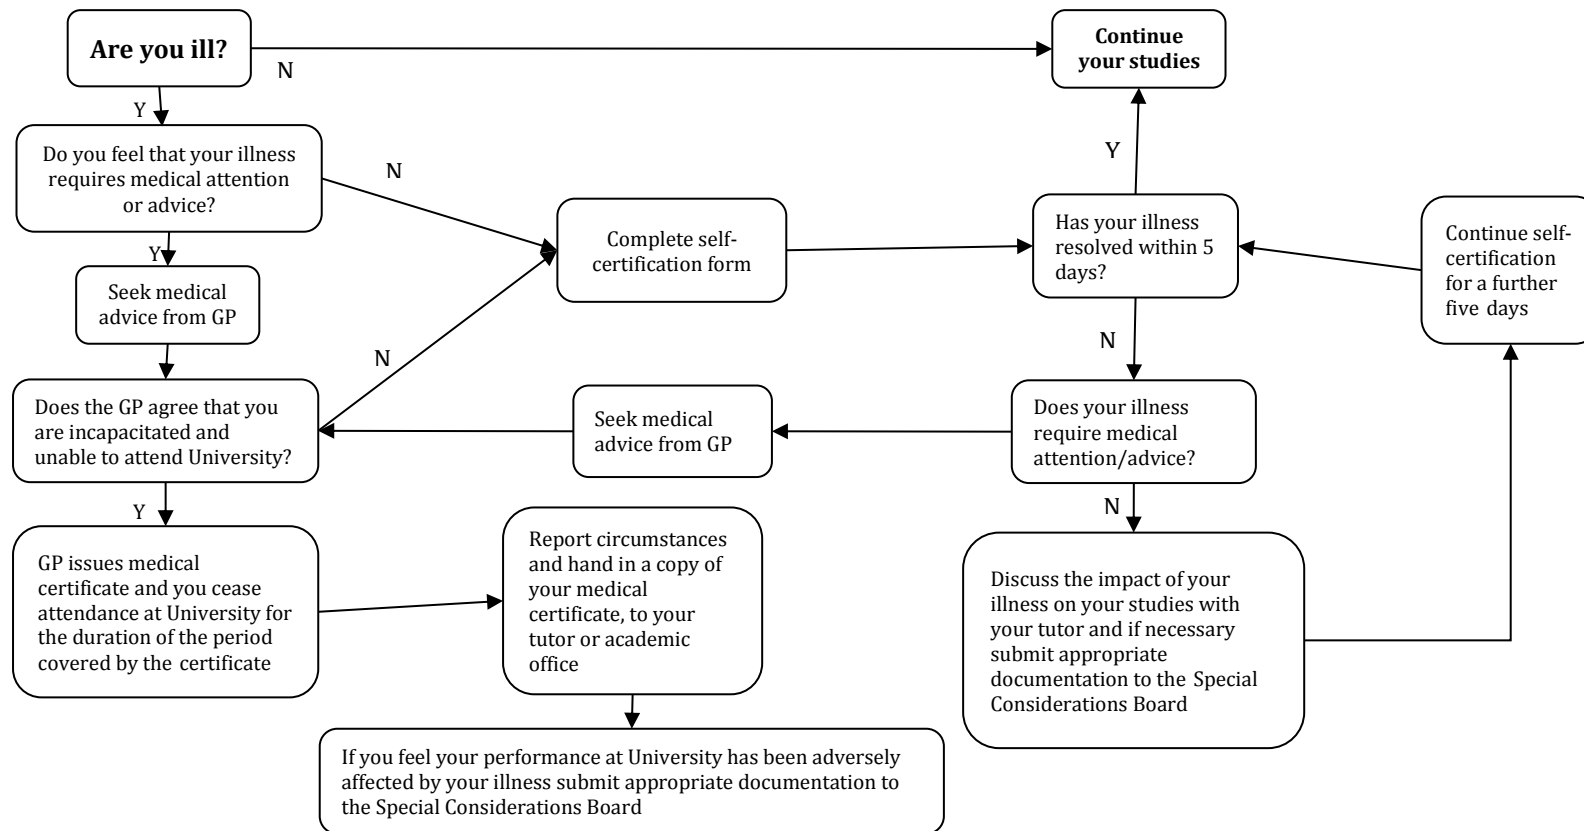 Are you ill?
N
Continue
your studies
Y
Do you feel that your illness
requires medical attention
or advice?
N
Y
Complete self-
certification form
Has your illness
resolved within 5
days?
Continue self-
certification
for a further
five days
Y
Seek medical
advice from GP
N
N
Does the GP agree that you
are incapacitated and
unable to attend University?
Seek medical
advice from GP
Does your illness
require medical
attention/advice?
Y
N
GP issues medical
certificate and you cease
attendance at University for
the duration of the period
covered by the certificate
Report circumstances
and hand in a copy of
your medical
certificate, to your
tutor or academic
office
Discuss the impact of your
illness on your studies with
your tutor and if necessary
submit appropriate
documentation to the Special
Considerations Board
If you feel your performance at University has been adversely
affected by your illness submit appropriate documentation to
the Special Considerations Board